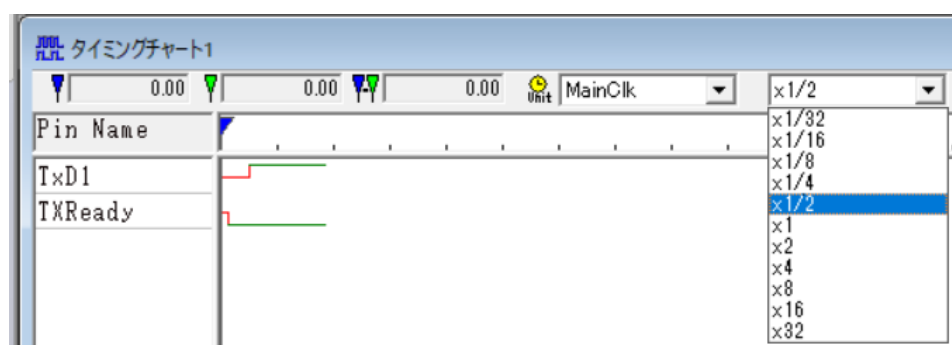 タイミングチャート1
0.00 0.00 0.00 Unit MainClk x1/2
Pin Name
x1/32
x1/16
x1/8
TxD1
x1/4
x1/2
TXReady
x1
x2
x4
x8
x16
x32